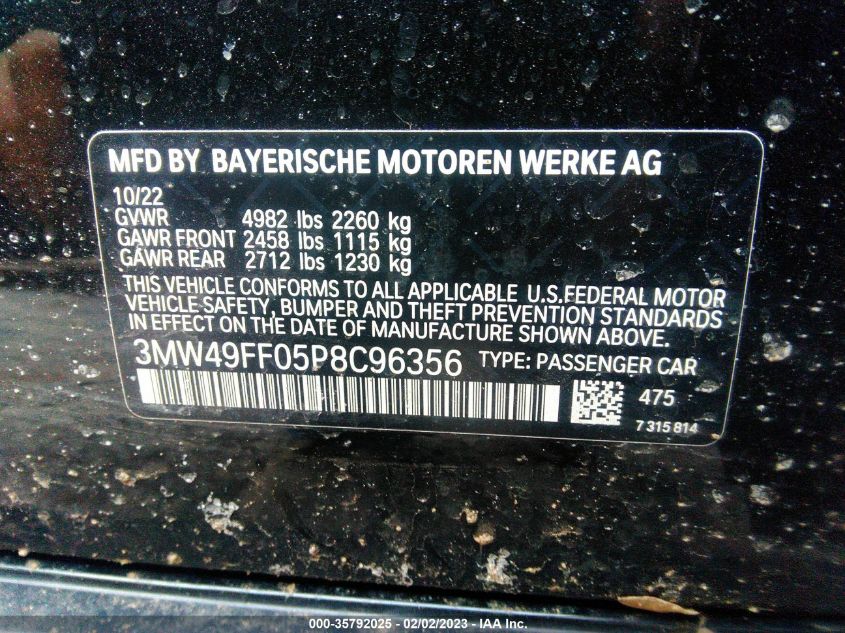 MFD BY BAYERISCHE MOTOREN WERKE AG
10/22
GVWR 4982 lbs 2260 kg
GAWR FRONT 2458 lbs 1115 kg
GAWR REAR 2712 lbs 1230 kg
THIS VEHICLE CONFORMS TO ALL APPLICABLE U.S.FEDERAL MOTOR
VEHICLE SAFETY, BUMPER AND THEFT PREVENTION STANDARDS
IN EFFECT ON THE DATE OF MANUFACTURE SHOWN ABOVE.
3MW49FF05P8C96356 TYPE: PASSENGER CAR
475
7 315 814
000-35792025 - 02/02/2023 - IAA Inc.